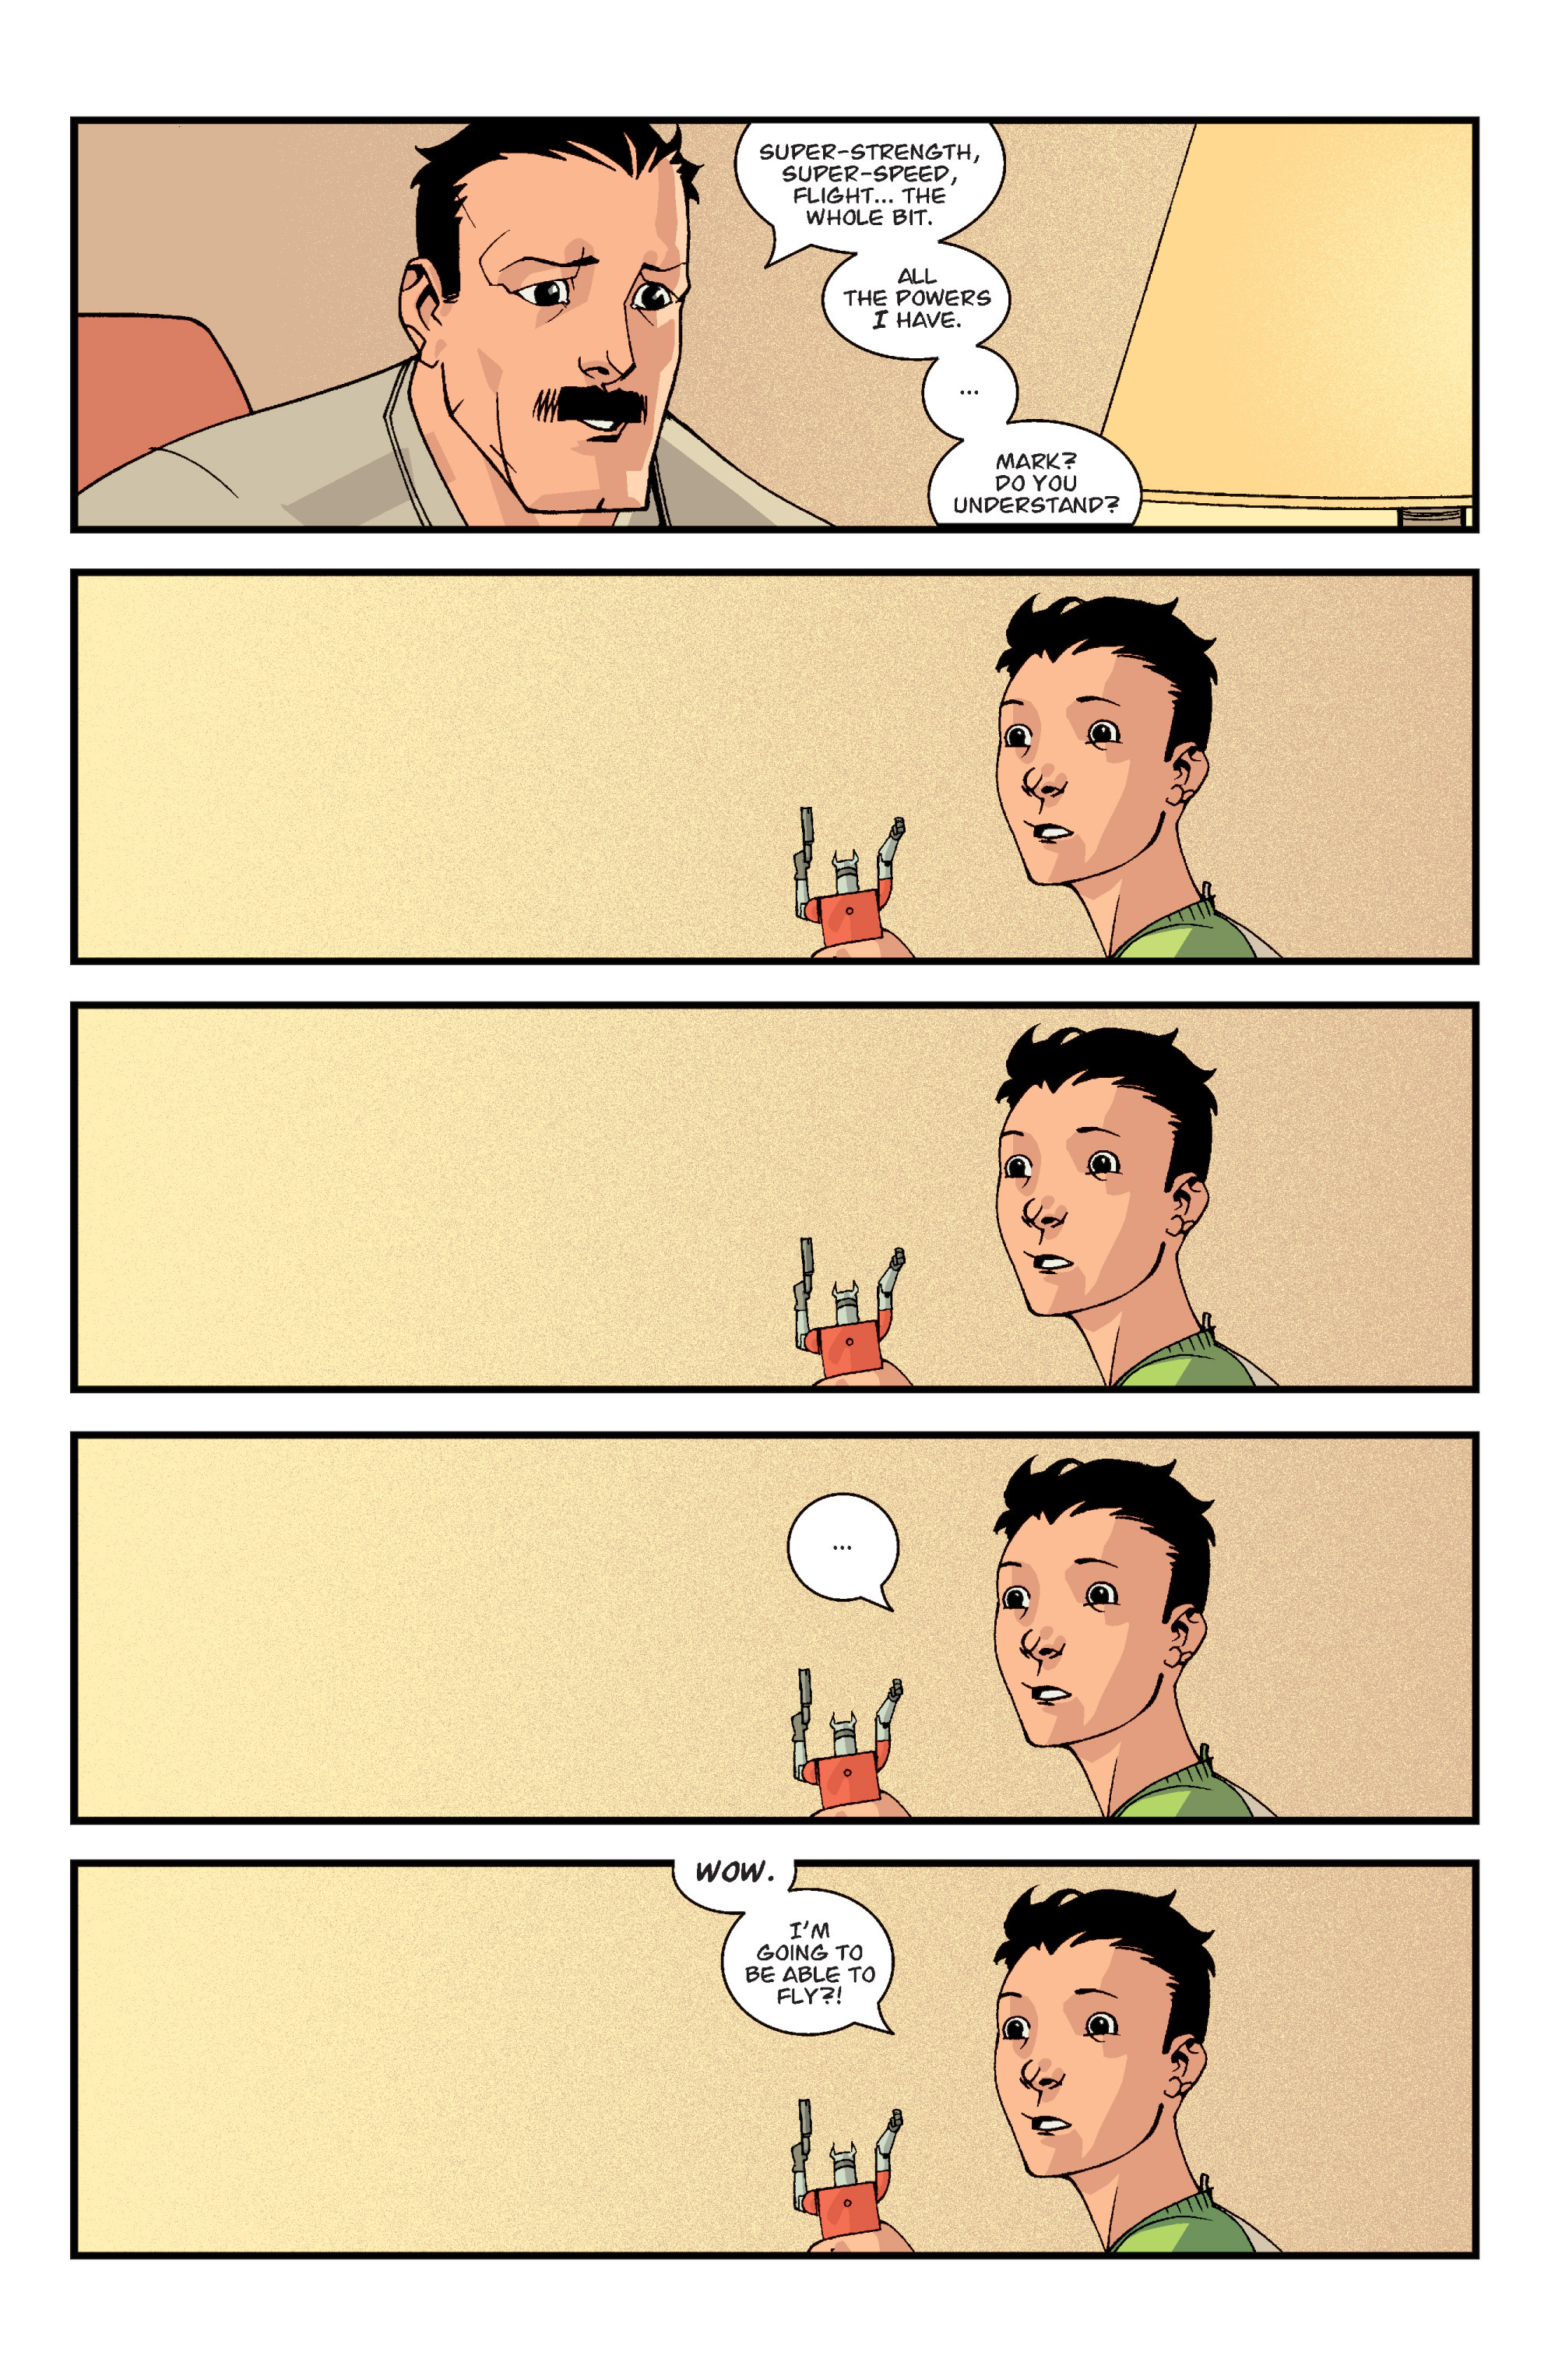 SUPER-STRENGTH,
SUPER-SPEED,
FLIGHT... THE
WHOLE BIT.
ALL
THE POWERS
I HAVE.
...
MARK?
DO YOU
UNDERSTAND?
...
WOW.
I'M
GOING TO
BE ABLE TO
FLY?!